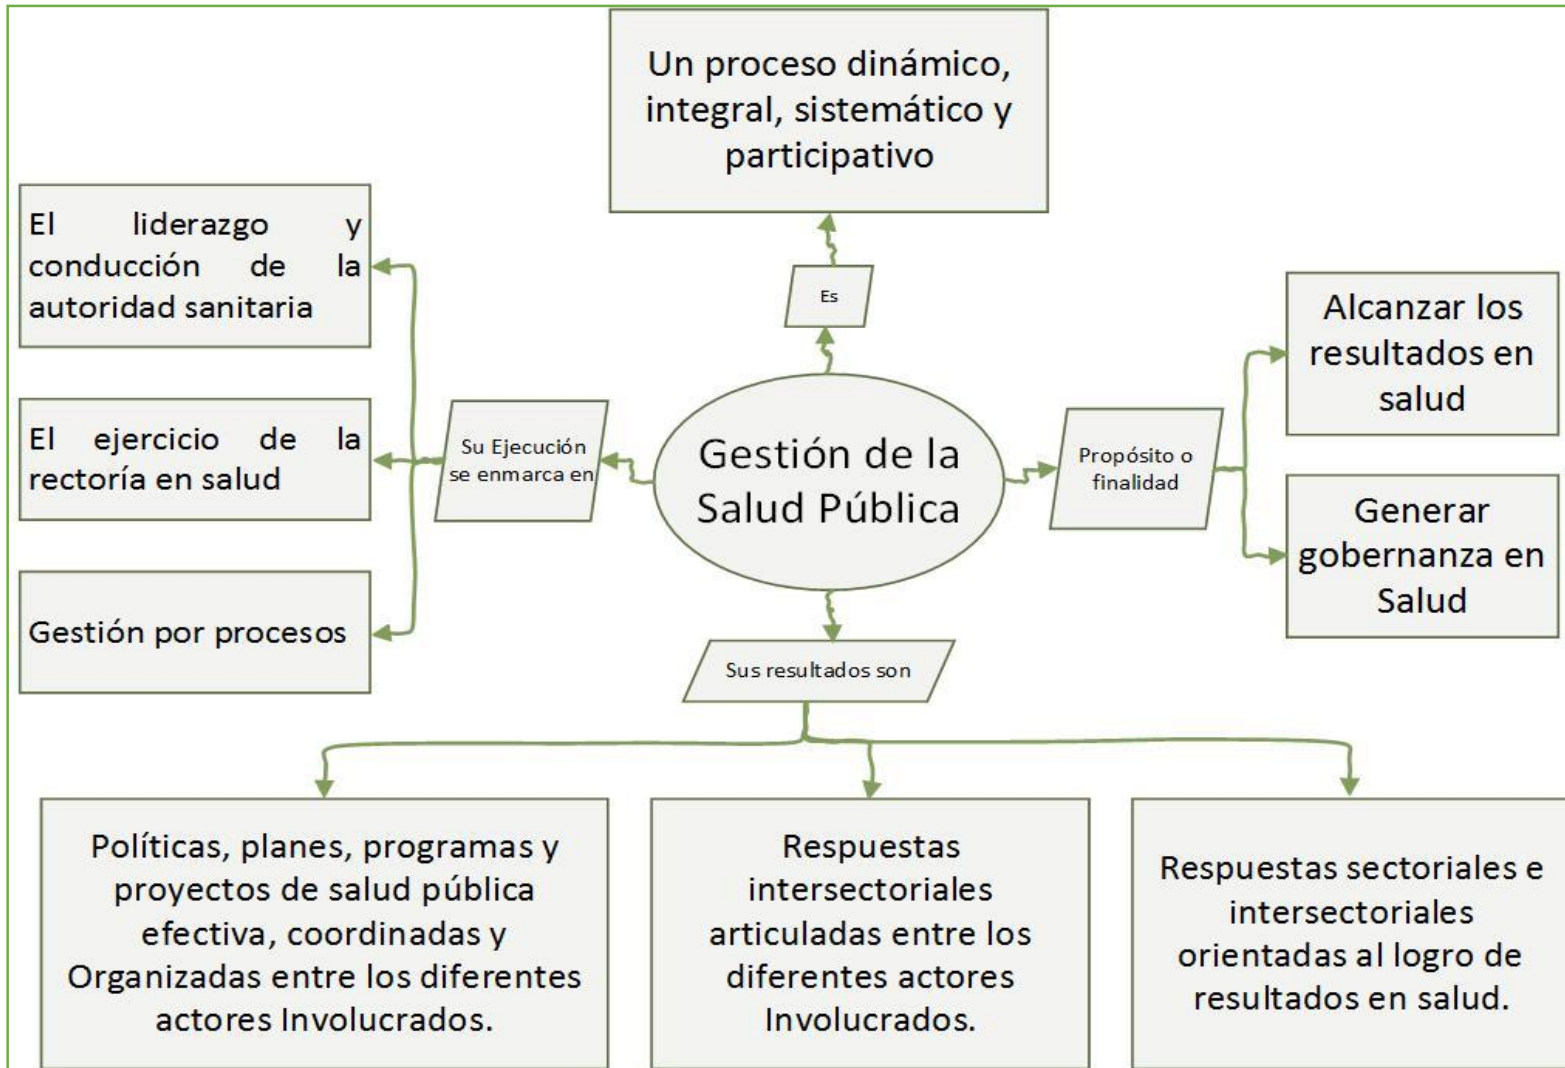 Un proceso dinámico,
integral, sistemático y
participativo
El liderazgo y
conducción de la
autoridad sanitaria
Es
Alcanzar los
resultados en
salud
El ejercicio de la
rectoría en salud
Su Ejecución
se enmarca en
Gestión de la
Salud Pública
Propósito o
finalidad
Generar
gobernanza en
Salud
Gestión por procesos
Sus resultados son
Políticas, planes, programas y
proyectos de salud pública
efectiva, coordinadas y
Organizadas entre los diferentes
actores Involucrados.
Respuestas
intersectoriales
articuladas entre los
diferentes actores
Involucrados.
Respuestas sectoriales e
intersectoriales
orientadas al logro de
resultados en salud.